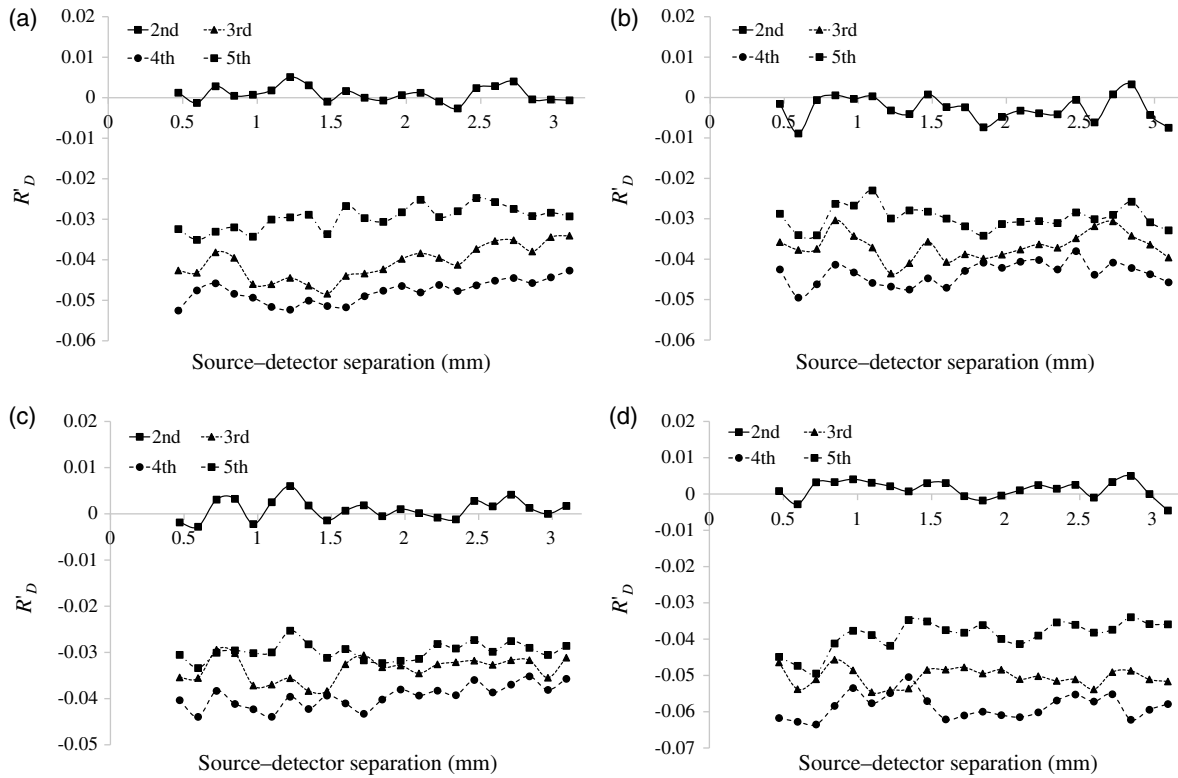 (a)
0.02
2nd 3rd
0.01
4th 5th
0
0.5 1 1.5 2 2.5 3
-0.01
-0.02
-0.03
-0.04
-0.05
-0.06
R'D
Source–detector separation (mm)
(b)
0.02
2nd 3rd
0.01
4th 5th
0
0 0.5 1 1.5 2 2.5 3
-0.01
-0.02
-0.03
-0.04
-0.05
-0.06
R'D
Source–detector separation (mm)
(c)
0.02
2nd 3rd
0.01
4th 5th
0
0 0.5 1 1.5 2 2.5 3
-0.01
-0.02
-0.03
-0.04
-0.05
R'D
Source–detector separation (mm)
(d)
0.02
2nd 3rd
0.01
4th 5th
0
0 0.5 1 1.5 2 2.5 3
-0.01
-0.02
-0.03
-0.04
-0.05
-0.06
-0.07
R'D
Source–detector separation (mm)